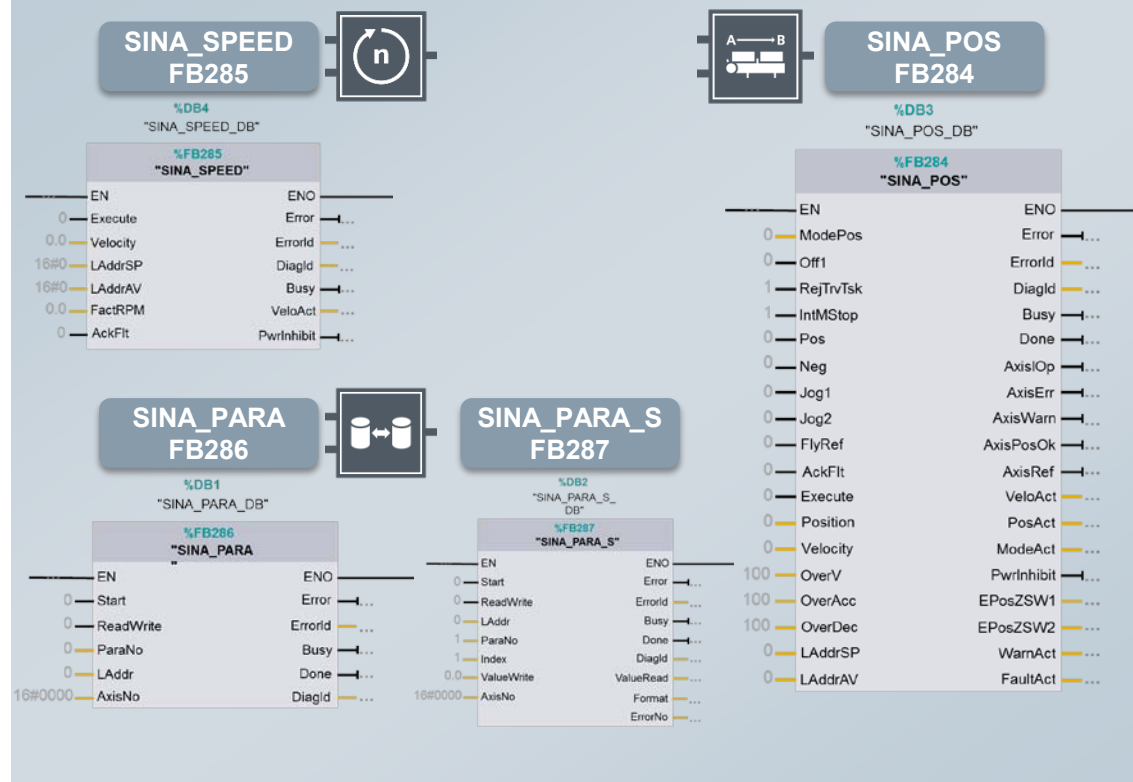 SINA_SPEED
FB285
n
%DB4
"SINA_SPEED_DB"
%FB285
"SINA_SPEED"
EN ENO
0 Execute Error ...
0.0 Velocity ErrorId ...
16#0 LAddrSP DiagId ...
16#0 LAddrAV Busy ...
0.0 FactRPM VeloAct ...
0 AckFlt PwrInhibit ...
A B
SINA_POS
FB284
%DB3
"SINA_POS_DB"
%FB284
"SINA_POS"
EN ENO
0 ModePos Error ...
0 Off1 ErrorId ...
1 RejTrvTsk DiagId ...
1 IntMStop Busy ...
0 Pos Done ...
0 Neg AxisIOp ...
0 Jog1 AxisErr ...
0 Jog2 AxisWarn ...
0 FlyRef AxisPosOk ...
0 AckFlt AxisRef ...
0 Execute VeloAct ...
0 Position PosAct ...
0 Velocity ModeAct ...
100 OverV PwrInhibit ...
100 OverAcc EPosZSW1 ...
100 OverDec EPosZSW2 ...
0 LAddrSP WarnAct ...
0 LAddrAV FaultAct ...
SINA_PARA
FB286
%DB1
"SINA_PARA_DB"
%FB286
"SINA_PARA
"
EN ENO
0 Start Error ...
0 ReadWrite ErrorId ...
0 ParaNo Busy ...
0 LAddr Done ...
16#0000 AxisNo DiagId ...
SINA_PARA_S
FB287
%DB2
"SINA_PARA_S_
DB"
%FB287
"SINA_PARA_S"
EN ENO
0 Start Error ...
0 ReadWrite ErrorId ...
0 LAddr Busy ...
1 ParaNo Done ...
1 Index DiagId ...
0.0 ValueWrite ValueRead ...
16#0000 AxisNo Format ...
ErrorNo ...